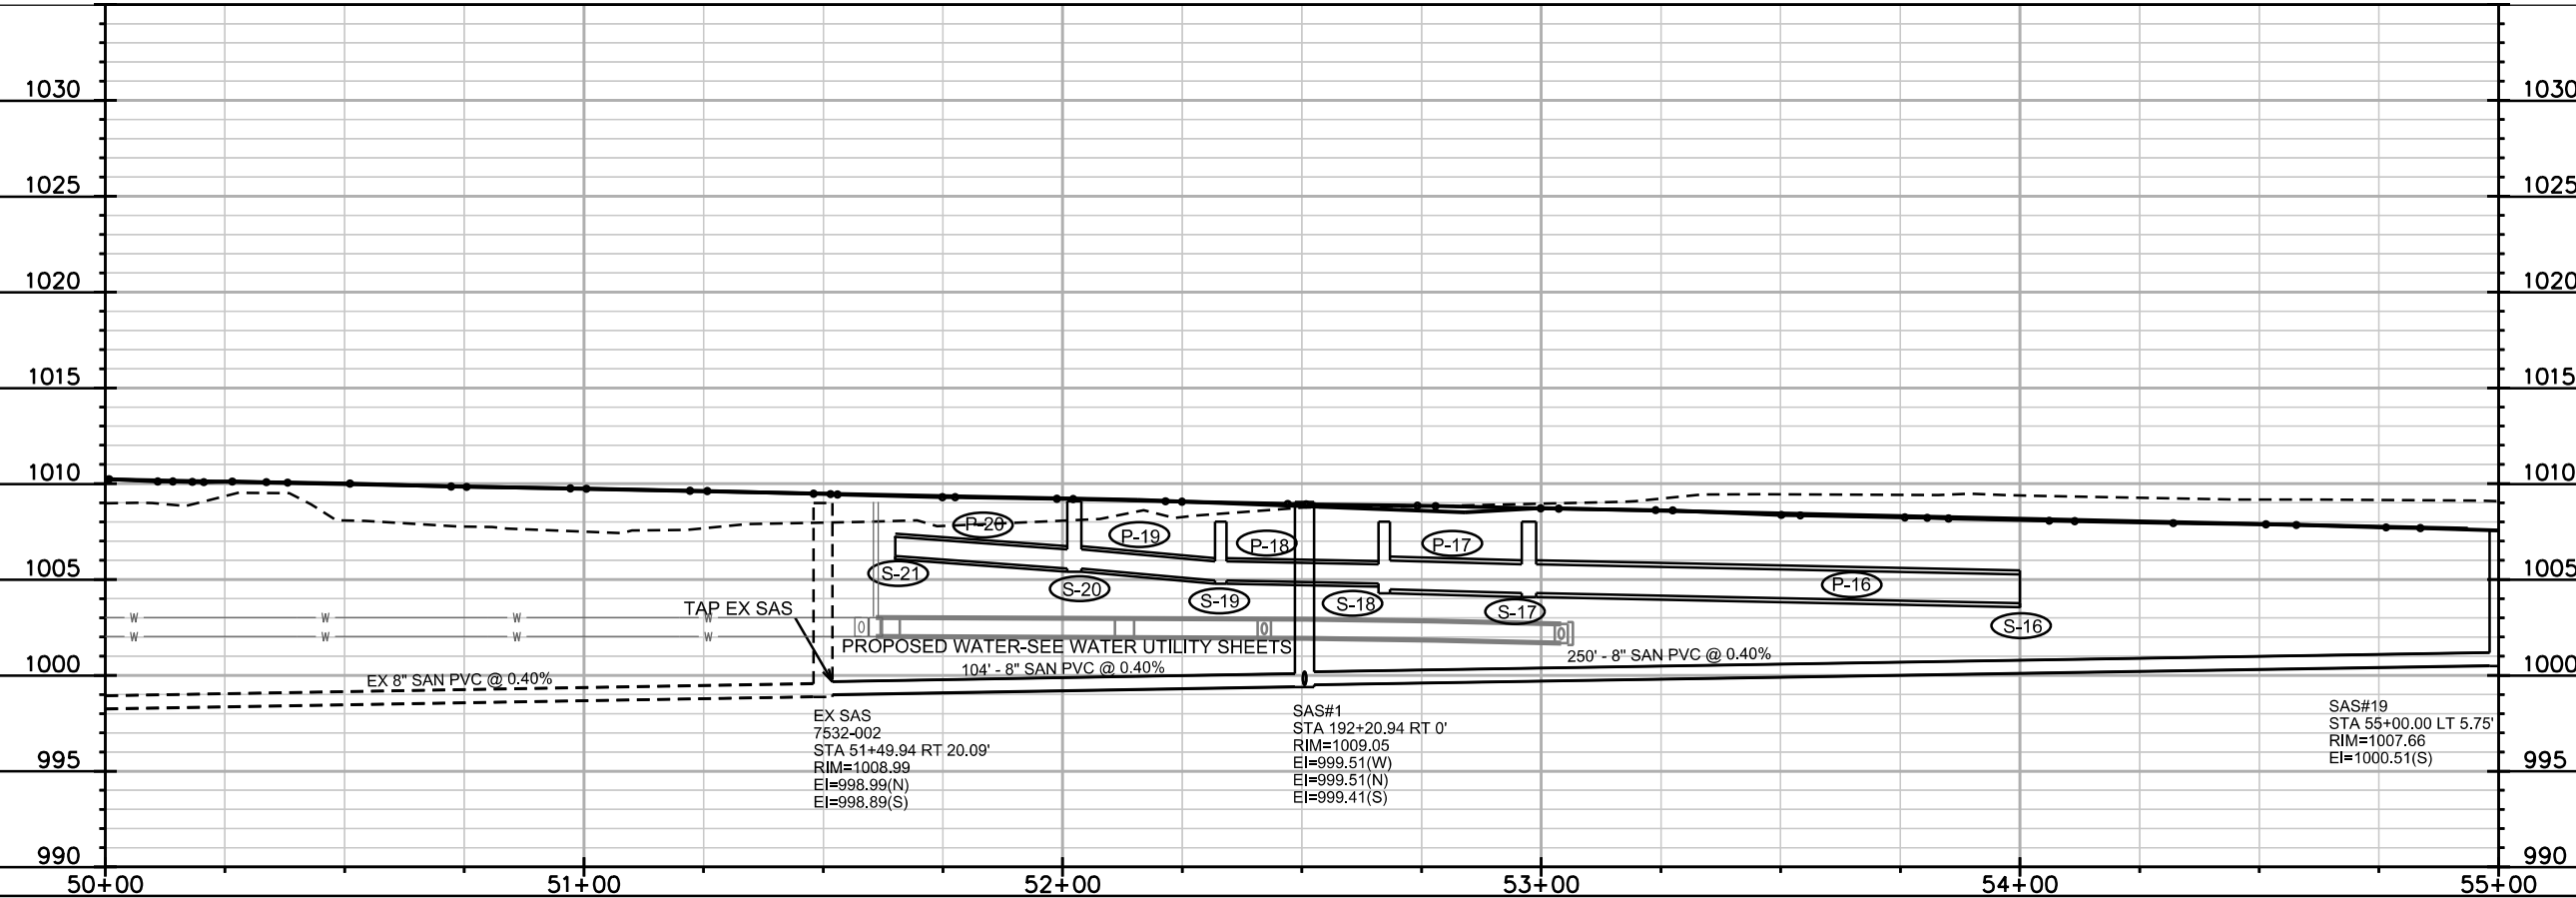 1030 1030
1025 1025
1020 1020
1015 1015
1010 1010
P-20 P-19 P-18 P-17
1005 S-21 S-20 S-19 S-18 S-17 P-16 1005
TAP EX SAS S-16
W W W W
W W W W
PROPOSED WATER-SEE WATER UTILITY SHEETS
1000 EX 8" SAN PVC @ 0.40% 104' - 8" SAN PVC @ 0.40% 250' - 8" SAN PVC @ 0.40% 1000
EX SAS
7532-002
STA 51+49.94 RT 20.09'
RIM=1008.99
EI=998.99(N)
EI=998.89(S)
SAS#1
STA 192+20.94 RT 0'
RIM=1009.05
EI=999.51(W)
EI=999.51(N)
EI=999.41(S)
SAS#19
STA 55+00.00 LT 5.75'
RIM=1007.66
EI=1000.51(S)
995 995
990 990
50+00 51+00 52+00 53+00 54+00 55+00